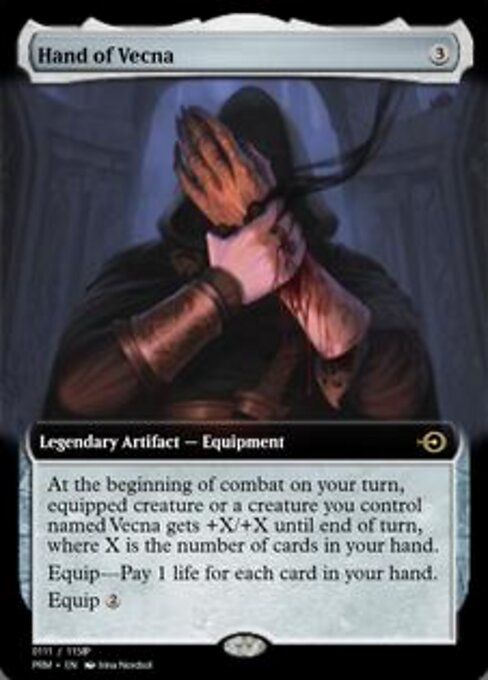 Hand of Vecna
3
Legendary Artifact — Equipment
At the beginning of combat on your turn,
equipped creature or a creature you control
named Vecna gets +X/+X until end of turn,
where X is the number of cards in your hand.
Equip—Pay 1 life for each card in your hand.
Equip 2
PRM • EN Irina Nordsol